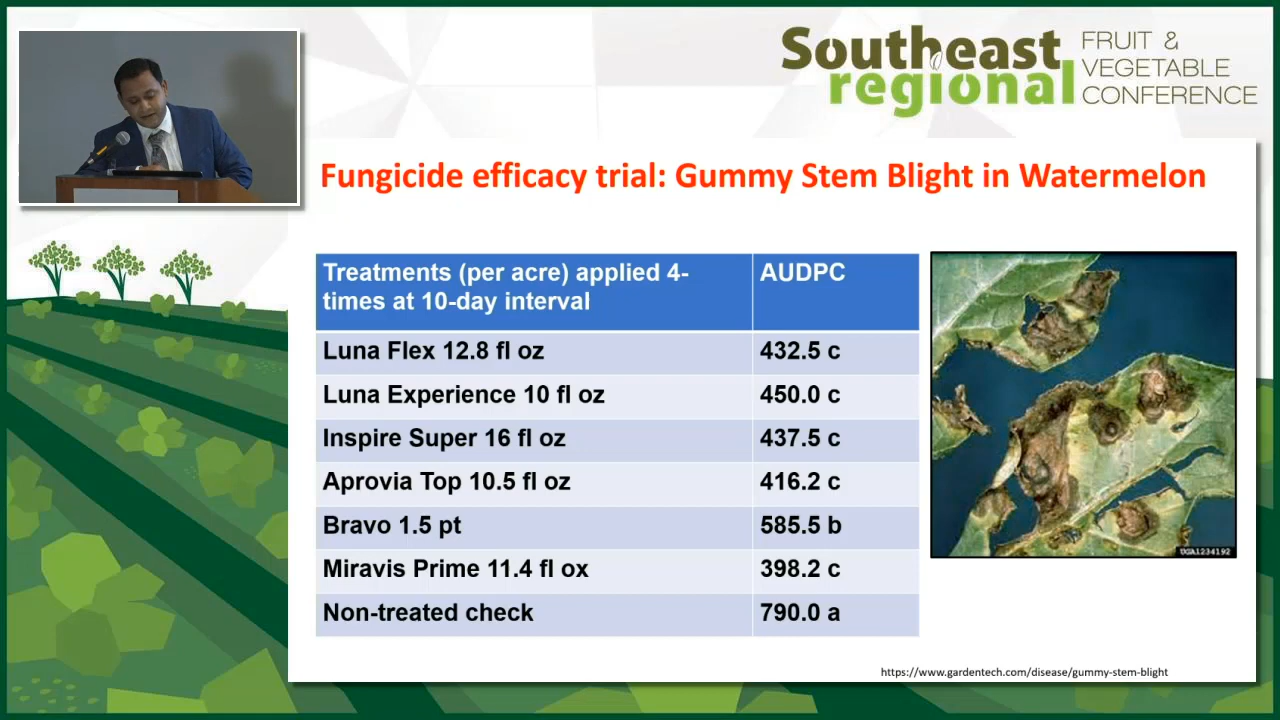 Southeast
regional
FRUIT &
VEGETABLE
CONFERENCE
Fungicide efficacy trial: Gummy Stem Blight in Watermelon
Treatments (per acre) applied 4-
times at 10-day interval
AUDPC
Luna Flex 12.8 fl oz 432.5 c
Luna Experience 10 fl oz 450.0 c
Inspire Super 16 fl oz 437.5 c
Aprovia Top 10.5 fl oz 416.2 c
Bravo 1.5 pt 585.5 b
Miravis Prime 11.4 fl ox 398.2 c
Non-treated check 790.0 a
UGA1234192
https://www.gardentech.com/disease/gummy-stem-blight